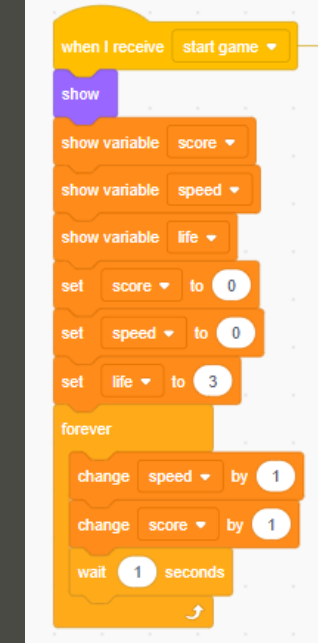 when I receive start game
show
show variable score
show variable speed
show variable life
set score to 0
set speed to 0
set life to 3
forever
change speed by 1
change score by 1
wait 1 seconds